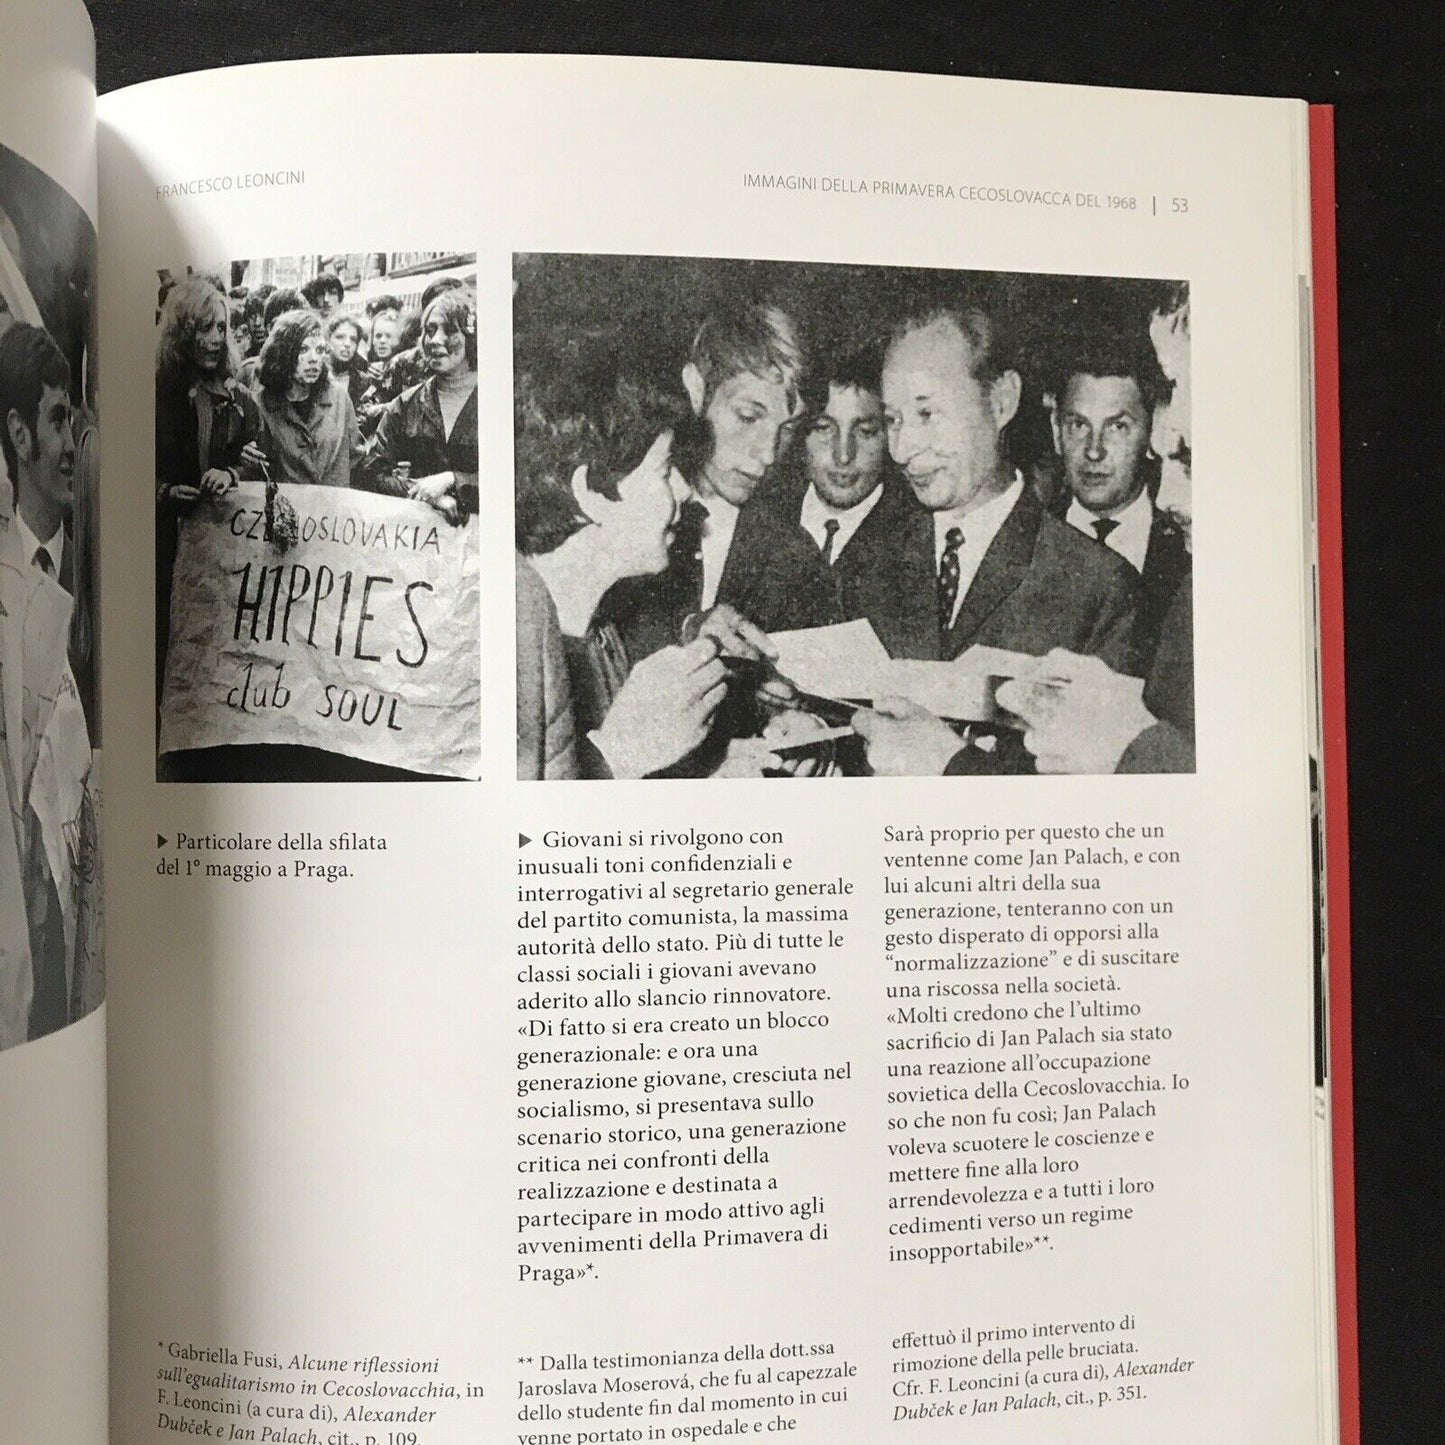 FRANCESCO LEONCINI
IMMAGINI DELLA PRIMAVERA CECOSLOVACCA DEL 1968 | 53
CZ OSLOVAKIA
HIPPIES
club SOUL
▶ Particolare della sfilata
del 1° maggio a Praga.
▶ Giovani si rivolgono con
inusuali toni confidenziali e
interrogativi al segretario generale
del partito comunista, la massima
autorità dello stato. Più di tutte le
classi sociali i giovani avevano
aderito allo slancio rinnovatore.
«Di fatto si era creato un blocco
generazionale: e ora una
generazione giovane, cresciuta nel
socialismo, si presentava sullo
scenario storico, una generazione
critica nei confronti della
realizzazione e destinata a
partecipare in modo attivo agli
avvenimenti della Primavera di
Praga»*.
Sarà proprio per questo che un
ventenne come Jan Palach, e con
lui alcuni altri della sua
generazione, tenteranno con un
gesto disperato di opporsi alla
“normalizzazione” e di suscitare
una riscossa nella società.
«Molti credono che l’ultimo
sacrificio di Jan Palach sia stato
una reazione all’occupazione
sovietica della Cecoslovacchia. Io
so che non fu così; Jan Palach
voleva scuotere le coscienze e
mettere fine alla loro
arrendevolezza e a tutti i loro
cedimenti verso un regime
insopportabile»**.
* Gabriella Fusi, Alcune riflessioni
sull’egualitarismo in Cecoslovacchia, in
F. Leoncini (a cura di), Alexander
Dubček e Jan Palach, cit., p. 109.
** Dalla testimonianza della dott.ssa
Jaroslava Moserová, che fu al capezzale
dello studente fin dal momento in cui
venne portato in ospedale e che
effettuò il primo intervento di
rimozione della pelle bruciata.
Cfr. F. Leoncini (a cura di), Alexander
Dubček e Jan Palach, cit., p. 351.